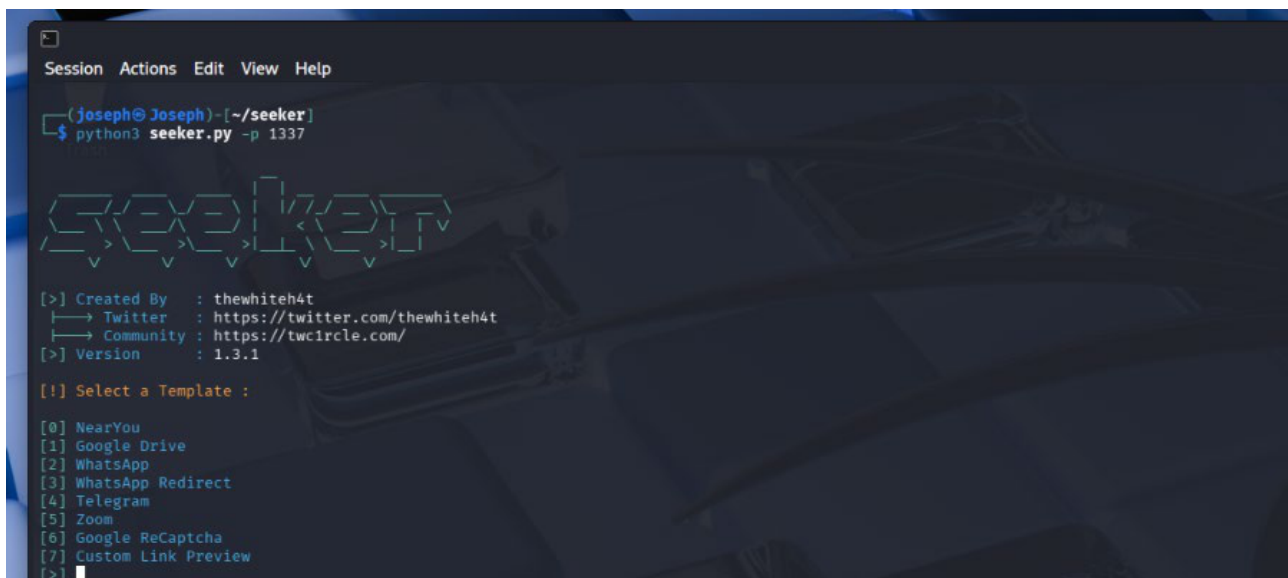 Session Actions Edit View Help
(joseph㉿Joseph)-[~/seeker]
$ python3 seeker.py -p 1337
seeker
[>] Created By : thewhiteh4t
Twitter : https://twitter.com/thewhiteh4t
Community : https://twc1rcle.com/
[>] Version : 1.3.1
[!] Select a Template :
[0] NearYou
[1] Google Drive
[2] WhatsApp
[3] WhatsApp Redirect
[4] Telegram
[5] Zoom
[6] Google ReCaptcha
[7] Custom Link Preview
[>]